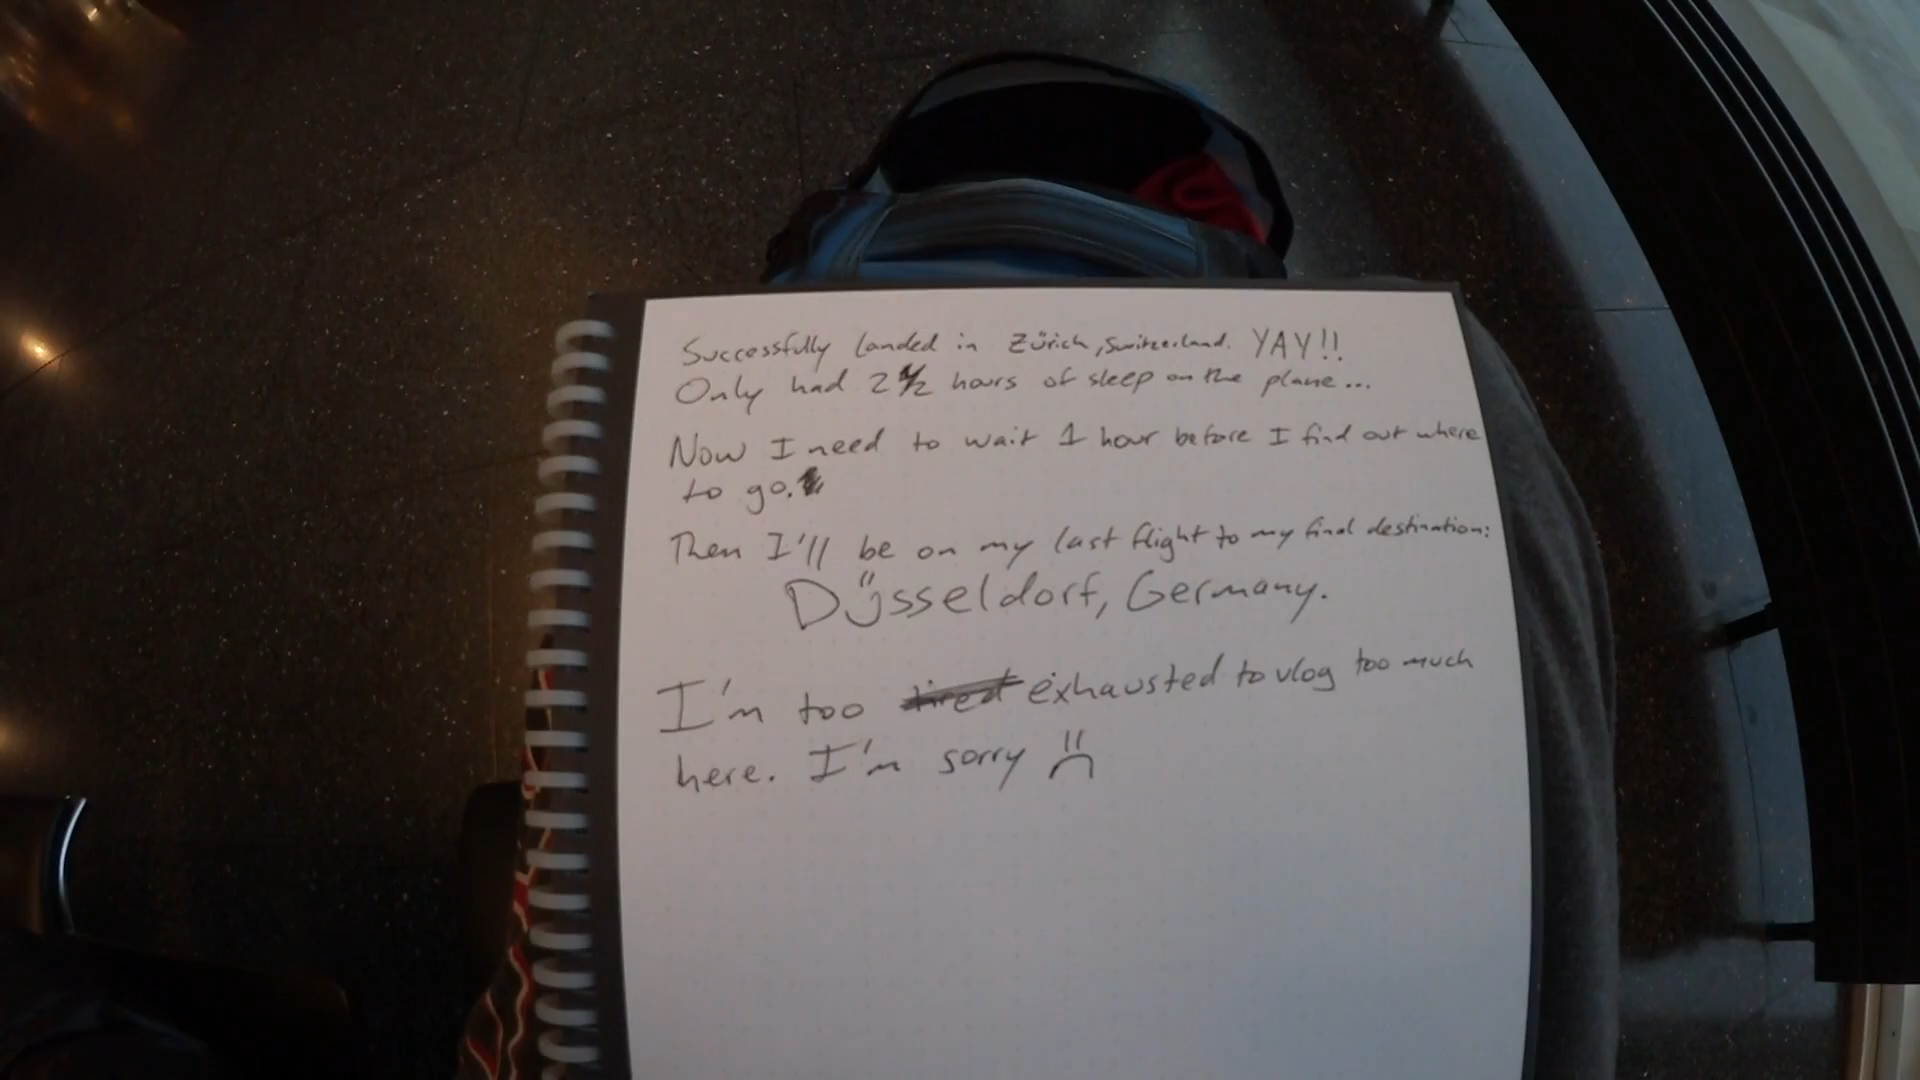 Successfully landed in Zürich, Switzerland. YAY!!
Only had 2 1/2 hours of sleep on the plane...
Now I need to wait 1 hour before I find out where
to go.
Then I'll be on my last flight to my final destination:
Düsseldorf, Germany.
I'm too tired exhausted to vlog too much
here. I'm sorry